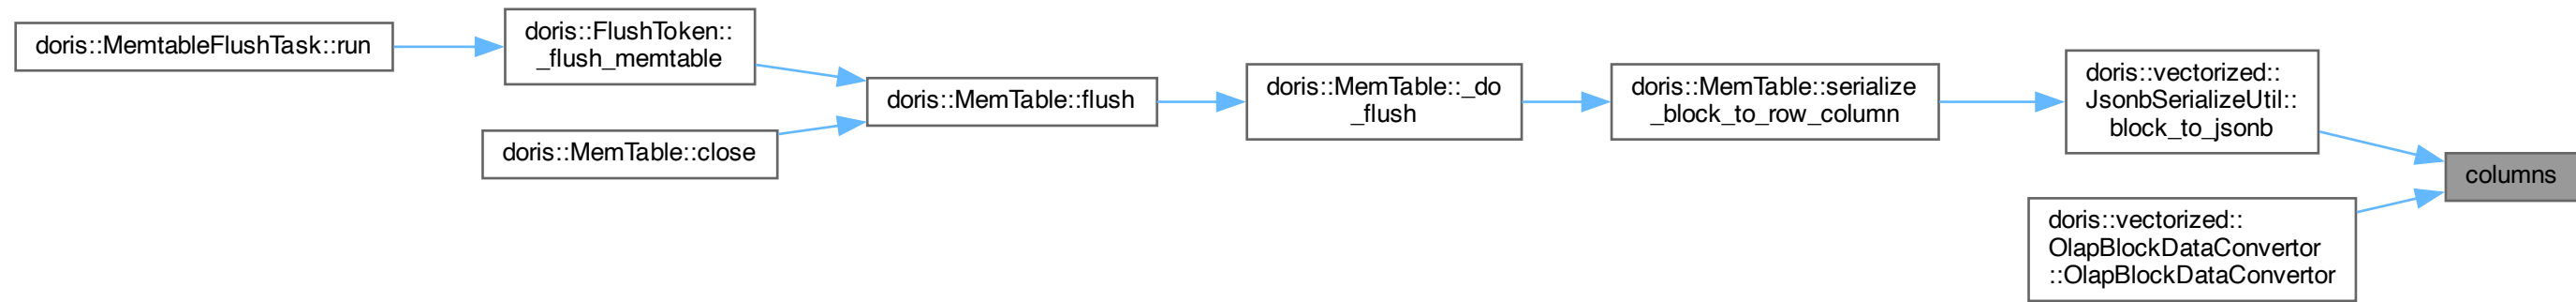 doris::MemtableFlushTask::run
doris::FlushToken::
_flush_memtable
doris::MemTable::close
doris::MemTable::flush
doris::MemTable::_do
_flush
doris::MemTable::serialize
_block_to_row_column
doris::vectorized::
JsonbSerializeUtil::
block_to_jsonb
doris::vectorized::
OlapBlockDataConvertor
::OlapBlockDataConvertor
columns